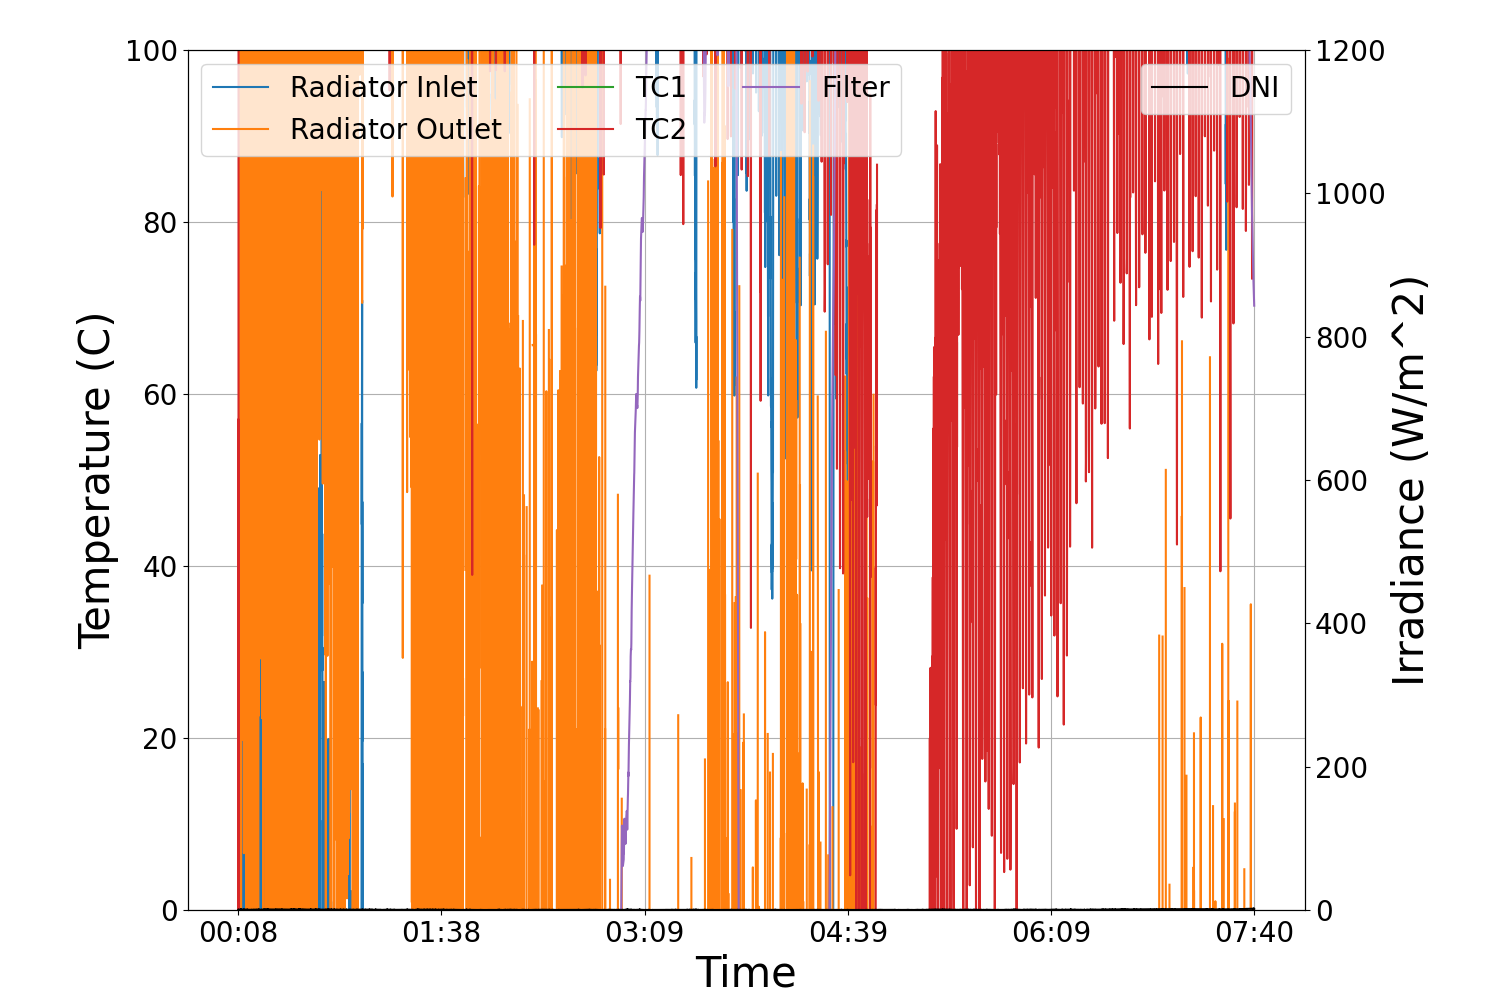 100
80
60
40
20
0
Temperature (C)
Radiator Inlet
Radiator Outlet
TC1
TC2
Filter
DNI
1200
1000
800
600
400
200
0
Irradiance (W/m^2)
00:08 01:38 03:09 04:39 06:09 07:40
Time